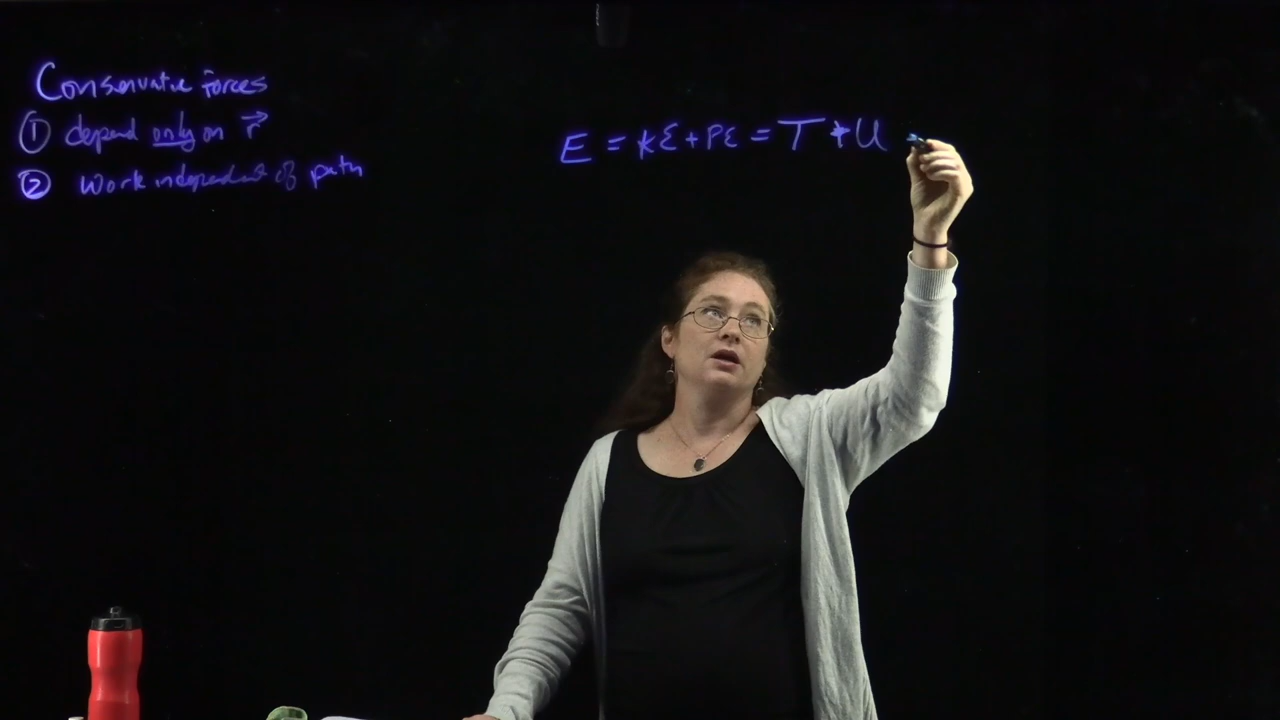 Conservative forces
① depend only on r⃗
② Work independent of path
E = KE + PE = T + U